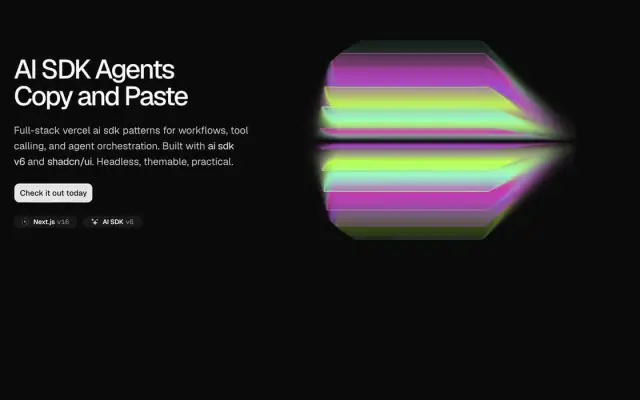 AI SDK Agents
Copy and Paste
Full-stack vercel ai sdk patterns for workflows, tool
calling, and agent orchestration. Built with ai sdk
v6 and shadcn/ui. Headless, themable, practical.
Check it out today
Next.js v16 AI SDK v6